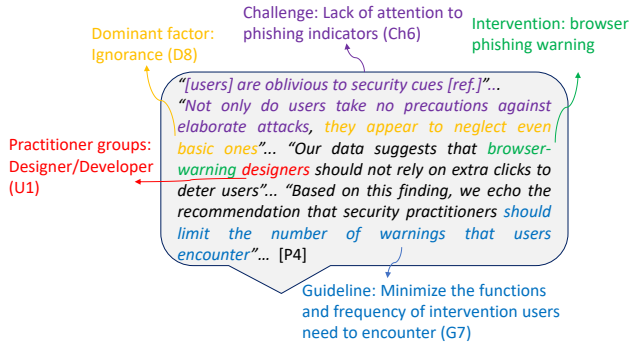 Challenge: Lack of attention to
phishing indicators (Ch6)
Dominant factor:
Ignorance (D8)
Intervention: browser
phishing warning
“[users] are oblivious to security cues [ref.]”...
“Not only do users take no precautions against
elaborate attacks, they appear to neglect even
basic ones”... “Our data suggests that browser-
warning designers should not rely on extra clicks to
deter users”... “Based on this finding, we echo the
recommendation that security practitioners should
limit the number of warnings that users
encounter”... [P4]
Practitioner groups:
Designer/Developer
(U1)
Guideline: Minimize the functions
and frequency of intervention users
need to encounter (G7)